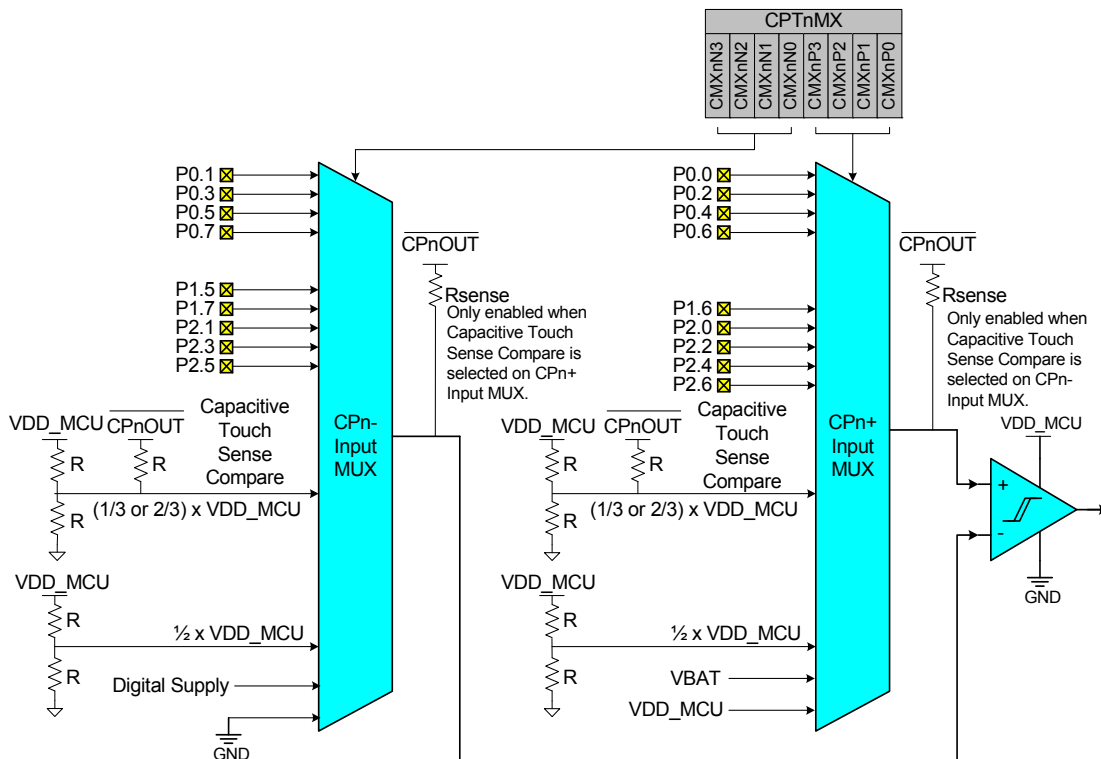 CPTnMX
CMXnN3
CMXnN2
CMXnN1
CMXnN0
CMXnP3
CMXnP2
CMXnP1
CMXnP0
P0.1
P0.3
P0.5
P0.7
P1.5
P1.7
P2.1
P2.3
P2.5
CPnOUT
Rsense
Only enabled when
Capacitive Touch
Sense Compare is
selected on CPn+
Input MUX.
VDD_MCU
CPnOUT
R
R
R
Capacitive
Touch
Sense
Compare
(1/3 or 2/3) x VDD_MCU
CPn-
Input
MUX
VDD_MCU
R
R
½ x VDD_MCU
Digital Supply
GND
P0.0
P0.2
P0.4
P0.6
P1.6
P2.0
P2.2
P2.4
P2.6
CPnOUT
Rsense
Only enabled when
Capacitive Touch
Sense Compare is
selected on CPn-
Input MUX.
VDD_MCU
CPnOUT
R
R
R
Capacitive
Touch
Sense
Compare
(1/3 or 2/3) x VDD_MCU
CPn+
Input
MUX
VDD_MCU
R
R
½ x VDD_MCU
VBAT
VDD_MCU
VDD_MCU
+
-
GND